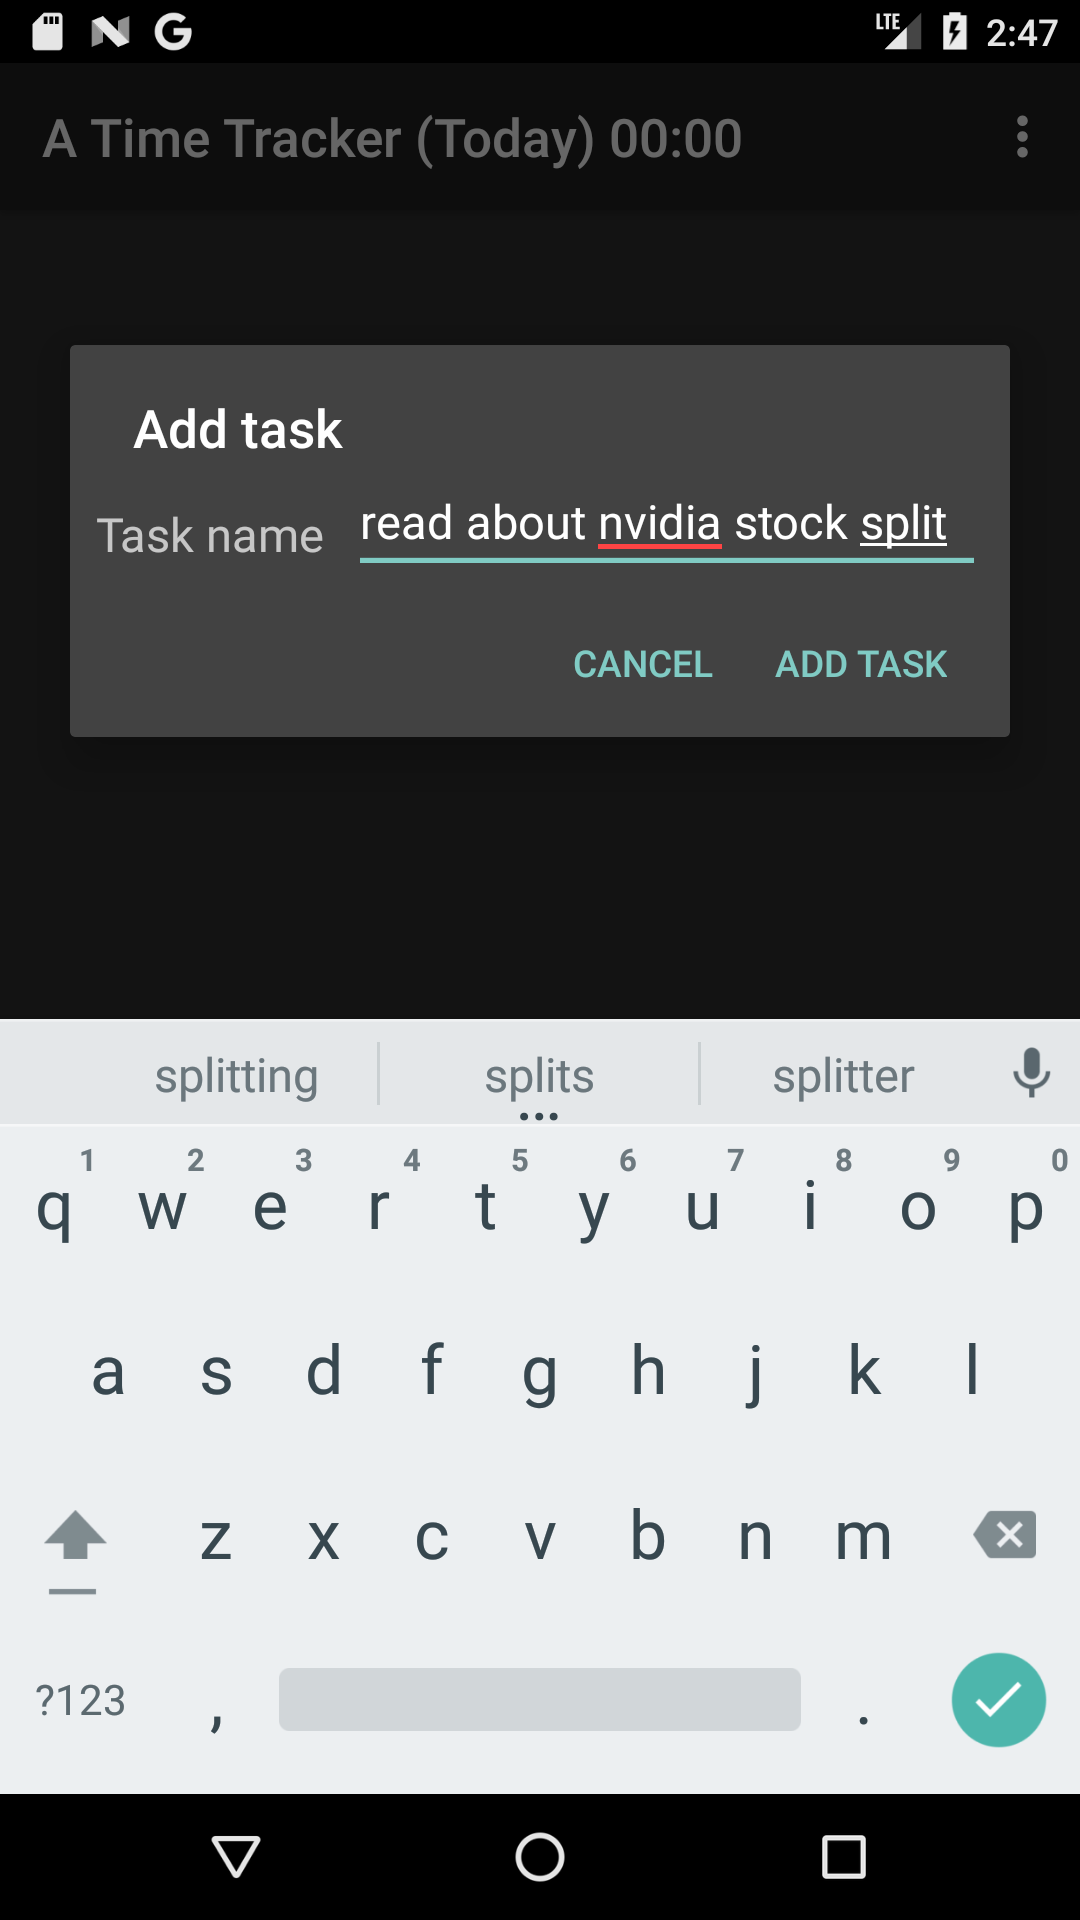 LTE 2:47
A Time Tracker (Today) 00:00
Add task
Task name read about nvidia stock split
CANCEL ADD TASK
splitting splits splitter
1 2 3 4 5 6 7 8 9 0
q w e r t y u i o p
a s d f g h j k l
z x c v b n m
?123 , .